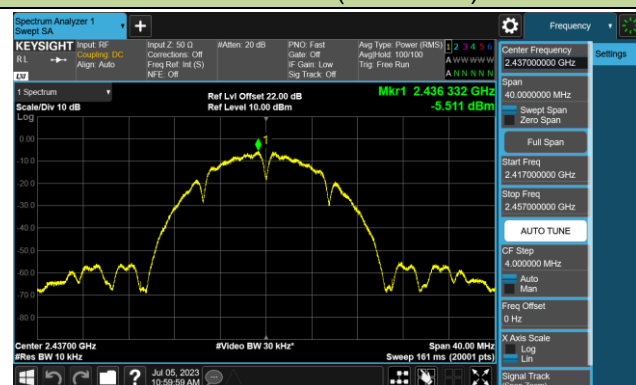 Spectrum Analyzer 1
Swept SA
Frequency
KEYSIGHT
RL
LXI
Input: RF
Coupling: DC
Align: Auto
Input Z: 50 Ω
Corrections: Off
Freq Ref: Int (S)
NFE: Off
#Atten: 20 dB
PNO: Fast
Gate: Off
IF Gain: Low
Sig Track: Off
Avg Type: Power (RMS)
Avg|Hold: 100/100
Trig: Free Run
1 2 3 4 5 6
A W W W W W
A N N N N N
Center Frequency
2.437000000 GHz
Settings
Span
40.0000000 MHz
Swept Span
Zero Span
Full Span
Start Freq
2.417000000 GHz
Stop Freq
2.457000000 GHz
AUTO TUNE
CF Step
4.000000 MHz
Auto
Man
Freq Offset
0 Hz
X Axis Scale
Log
Lin
Signal Track
1 Spectrum
Scale/Div 10 dB
Ref Lvl Offset 22.00 dB
Ref Level 10.00 dBm
Mkr1 2.436 332 GHz
-5.511 dBm
Log
0.00
-10.0
-20.0
-30.0
-40.0
-50.0
-60.0
-70.0
-80.0
1
Center 2.43700 GHz
#Res BW 10 kHz
#Video BW 30 kHz*
Span 40.00 MHz
Sweep 161 ms (20001 pts)
?
Jul 05, 2023
10:59:59 AM